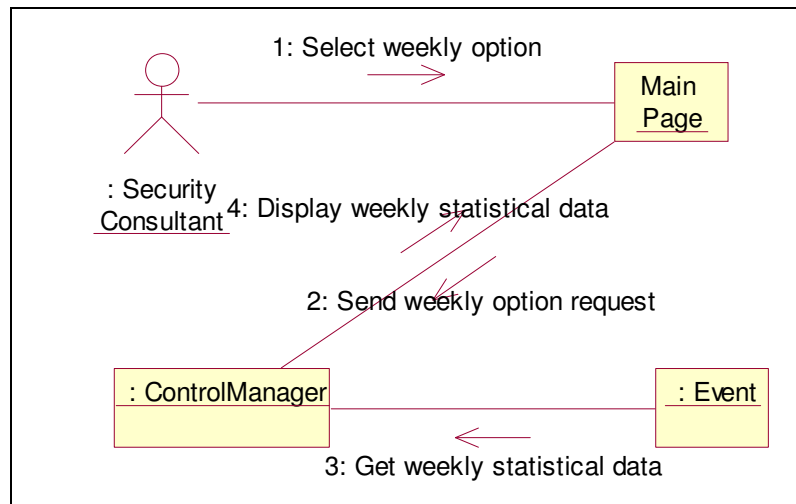 1: Select weekly option
Main
Page
: Security
Consultant
4: Display weekly statistical data
2: Send weekly option request
: ControlManager
: Event
3: Get weekly statistical data